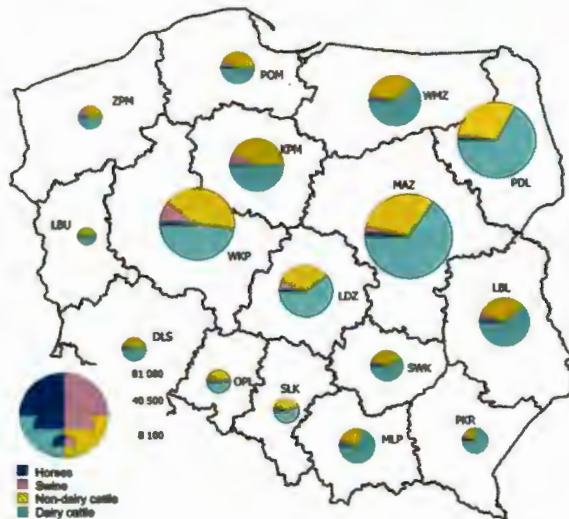 POM
ZPM
WMZ
KPM
PDL
MAZ
LBU
WKP
LDZ
LBL
DLS
81 080
OPL
SLK
SWK
40 500
PKR
MLP
8 100
Horses
Swine
Non-dairy cattle
Dairy cattle